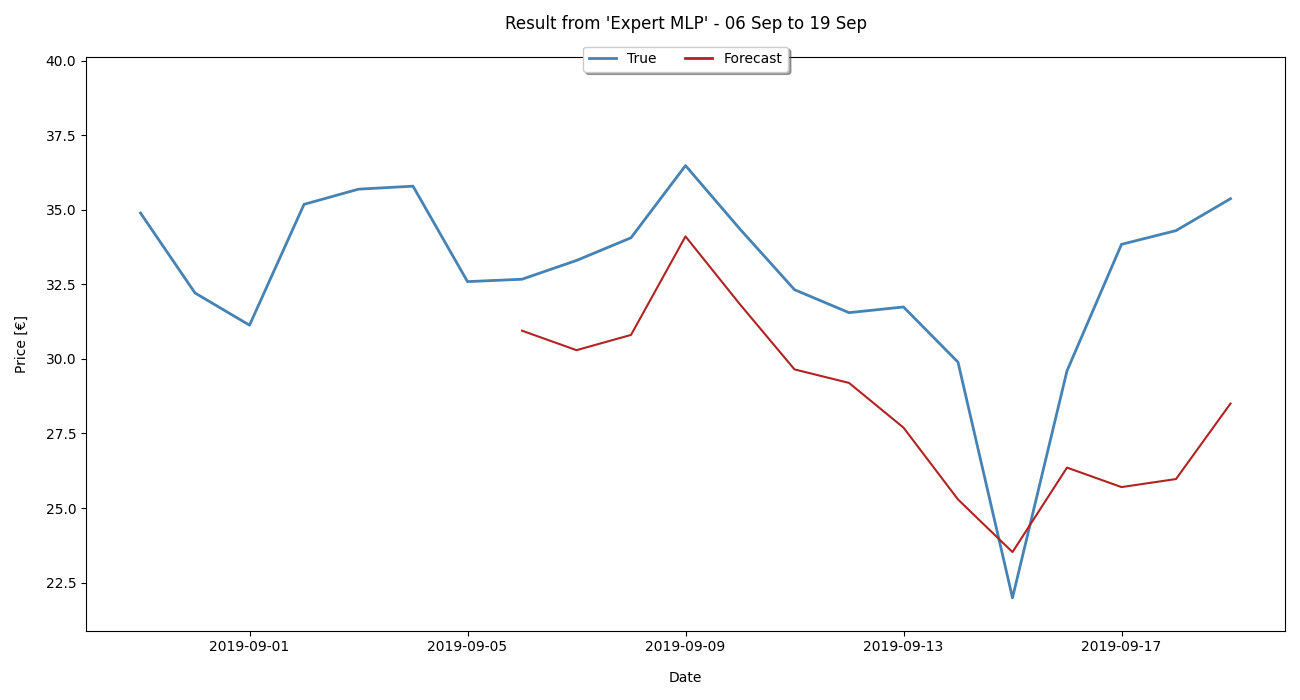 Result from 'Expert MLP' - 06 Sep to 19 Sep
True Forecast
40.0
37.5
35.0
32.5
30.0
27.5
25.0
22.5
Price [€]
2019-09-01 2019-09-05 2019-09-09 2019-09-13 2019-09-17
Date